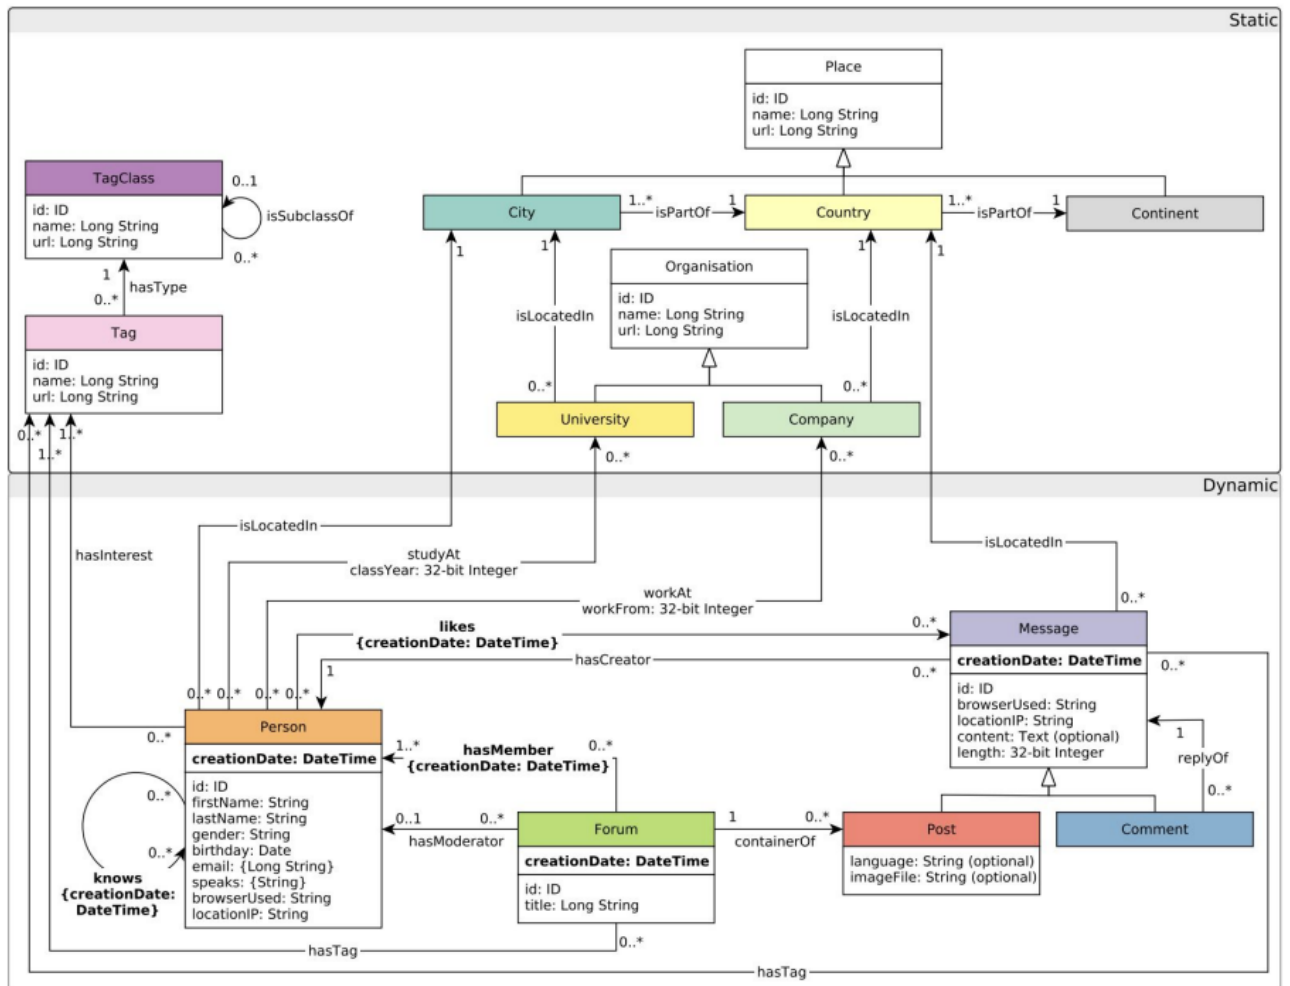 Static
Place
id: ID
name: Long String
url: Long String
TagClass
id: ID
name: Long String
url: Long String
0..1
isSubclassOf
0..*
City
1..*
isPartOf
1
Country
1..*
isPartOf
1
Continent
1
hasType
0..*
1
1
1
1
Organisation
id: ID
name: Long String
url: Long String
isLocatedIn
isLocatedIn
Tag
id: ID
name: Long String
url: Long String
0..*
0..*
University
Company
0..*
1..*
1..*
0..*
0..*
Dynamic
isLocatedIn
hasInterest
studyAt
classYear: 32-bit Integer
isLocatedIn
workAt
workFrom: 32-bit Integer
0..*
likes
{creationDate: DateTime}
0..*
Message
creationDate: DateTime
id: ID
browserUsed: String
locationIP: String
content: Text (optional)
length: 32-bit Integer
hasCreator
0..*
0..*
1
0..*
0..*
0..*
0..*
1
replyOf
0..*
Person
creationDate: DateTime
id: ID
firstName: String
lastName: String
gender: String
birthday: Date
email: {Long String}
speaks: {String}
browserUsed: String
locationIP: String
0..*
1..*
hasMember
{creationDate: DateTime}
0..*
0..*
0..*
knows
{creationDate:
DateTime}
0..1
hasModerator
0..*
Forum
creationDate: DateTime
id: ID
title: Long String
1
containerOf
0..*
Post
language: String (optional)
imageFile: String (optional)
Comment
0..*
hasTag
hasTag